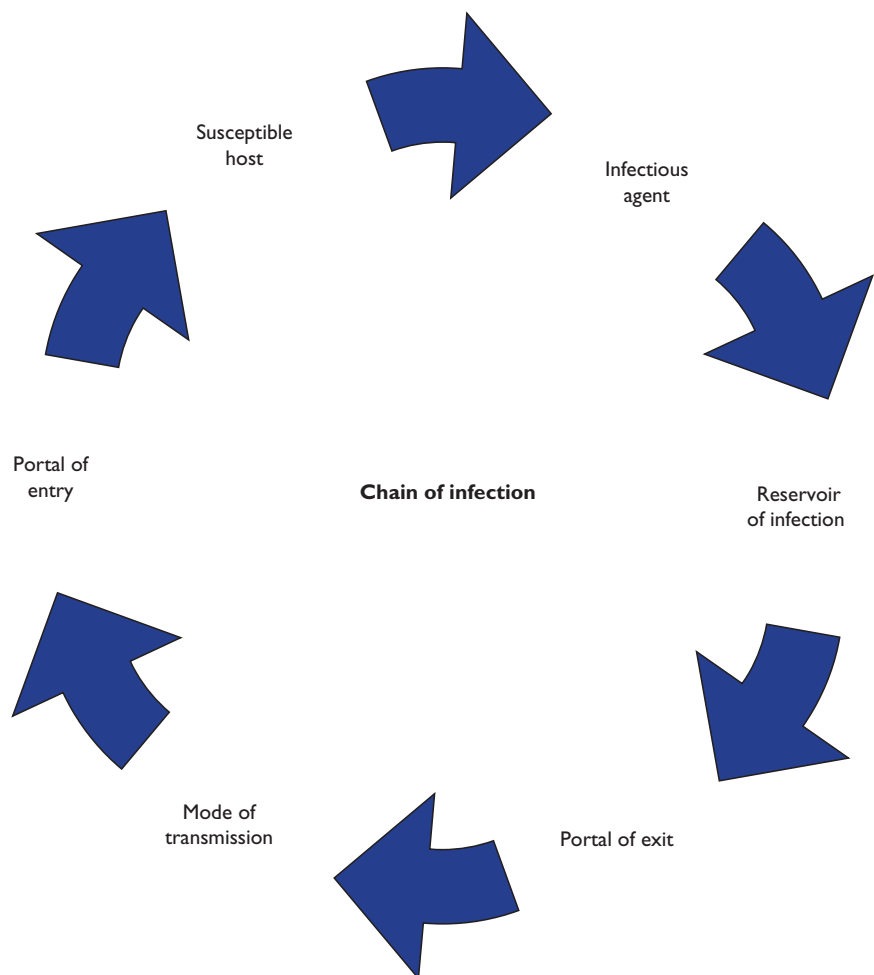 Susceptible
host
Infectious
agent
Portal of
entry
Chain of infection
Reservoir
of infection
Mode of
transmission
Portal of exit